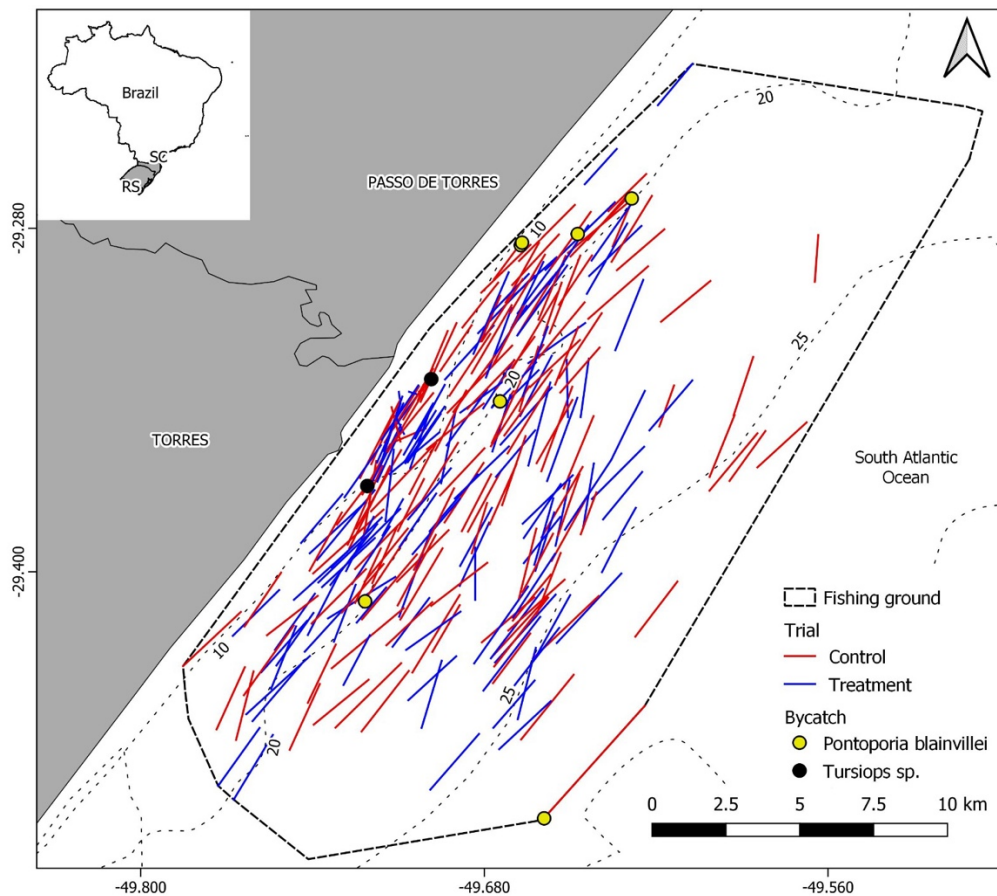 Brazil
SC
RS
PASSO DE TORRES
TORRES
South Atlantic
Ocean
20
10
25
20
10
25
20
-29.280
-29.400
Fishing ground
Trial
Control
Treatment
Bycatch
Pontoporia blainvillei
Tursiops sp.
0 2.5 5 7.5 10 km
-49.800 -49.680 -49.560